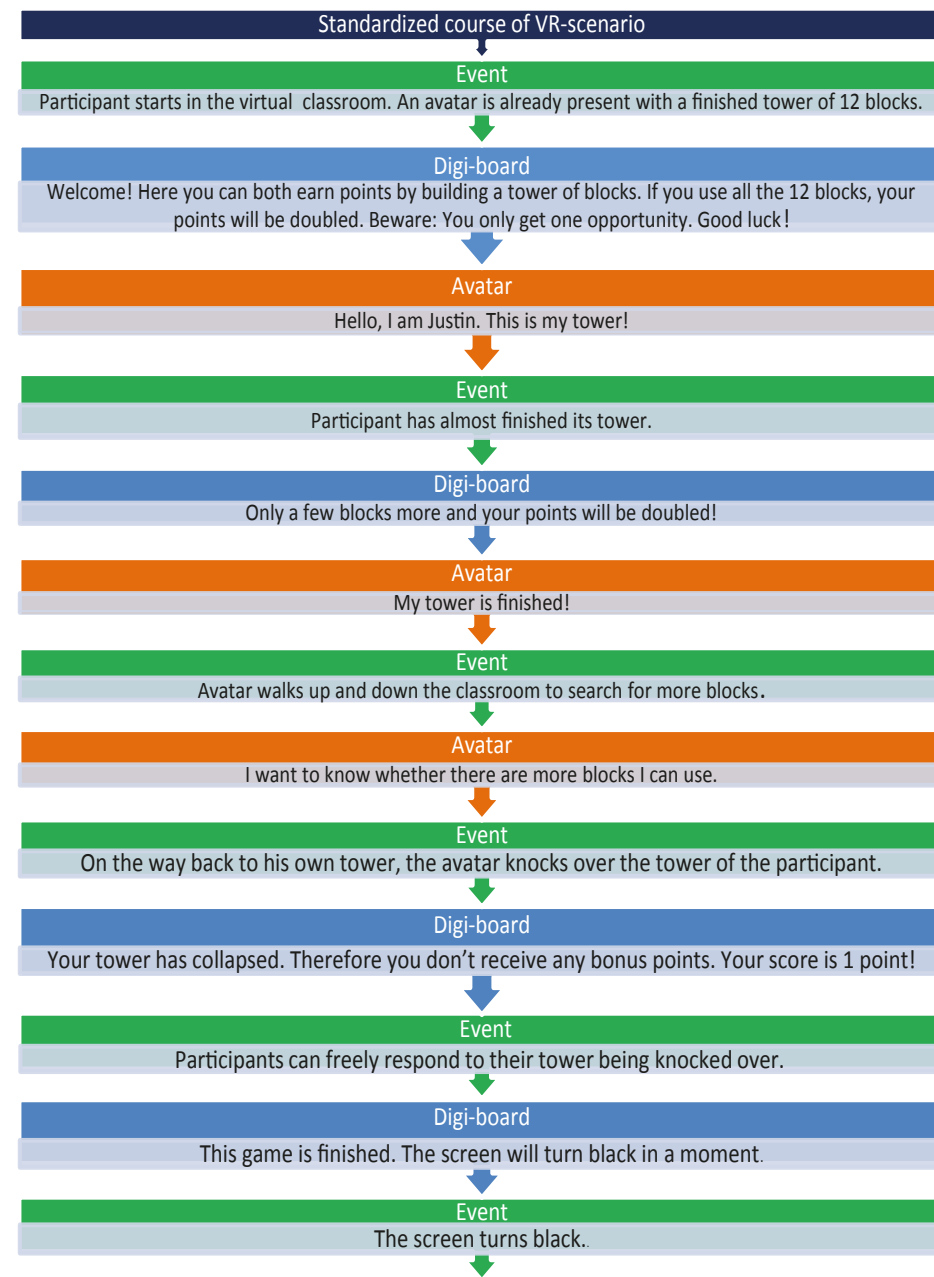 Standardized course of VR-scenario
Event
Participant starts in the virtual classroom. An avatar is already present with a finished tower of 12 blocks.
Digi-board
Welcome! Here you can both earn points by building a tower of blocks. If you use all the 12 blocks, your
points will be doubled. Beware: You only get one opportunity. Good luck!
Avatar
Hello, I am Justin. This is my tower!
Event
Participant has almost finished its tower.
Digi-board
Only a few blocks more and your points will be doubled!
Avatar
My tower is finished!
Event
Avatar walks up and down the classroom to search for more blocks.
Avatar
I want to know whether there are more blocks I can use.
Event
On the way back to his own tower, the avatar knocks over the tower of the participant.
Digi-board
Your tower has collapsed. Therefore you don't receive any bonus points. Your score is 1 point!
Event
Participants can freely respond to their tower being knocked over.
Digi-board
This game is finished. The screen will turn black in a moment.
Event
The screen turns black..